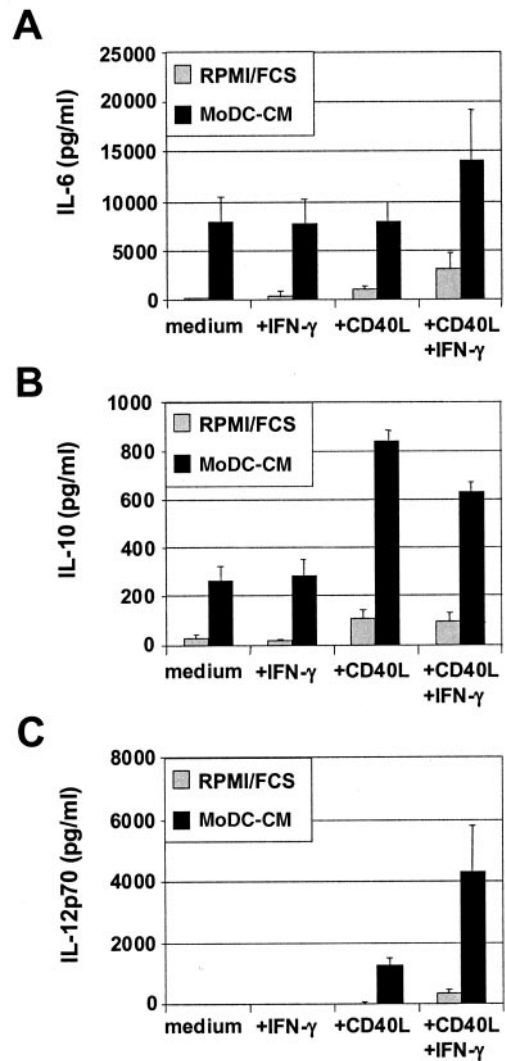 A
IL-6 (pg/ml)
25000
20000
15000
10000
5000
0
RPMI/FCS
MoDC-CM
medium +IFN-γ +CD40L +CD40L
+IFN-γ
B
IL-10 (pg/ml)
1000
800
600
400
200
0
RPMI/FCS
MoDC-CM
medium +IFN-γ +CD40L +CD40L
+IFN-γ
C
IL-12p70 (pg/ml)
8000
6000
4000
2000
0
RPMI/FCS
MoDC-CM
medium +IFN-γ +CD40L +CD40L
+IFN-γ